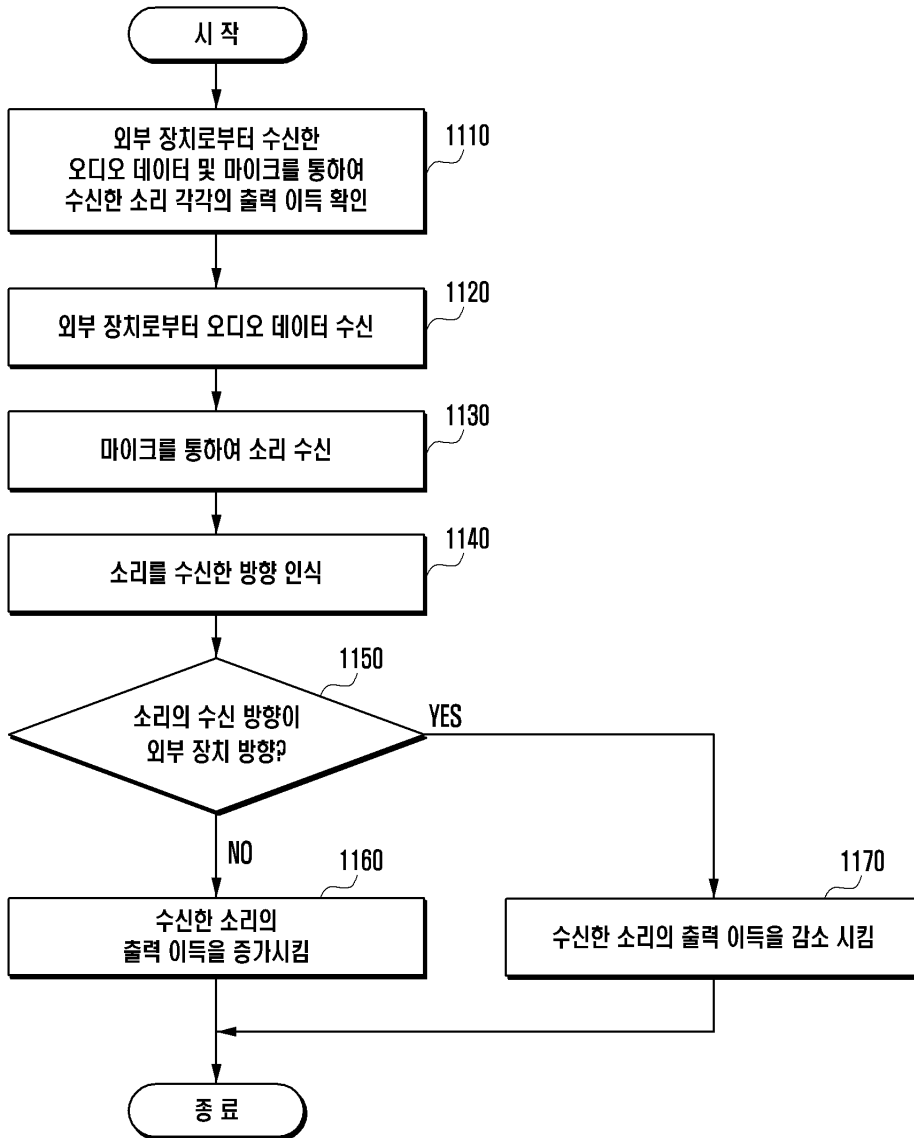 시 작
외부 장치로부터 수신한
오디오 데이터 및 마이크를 통하여
수신한 소리 각각의 출력 이득 확인
1110
외부 장치로부터 오디오 데이터 수신
1120
마이크를 통하여 소리 수신
1130
소리를 수신한 방향 인식
1140
소리의 수신 방향이
외부 장치 방향?
1150
YES
NO
수신한 소리의
출력 이득을 증가시킴
1160
수신한 소리의 출력 이득을 감소 시킴
1170
종 료